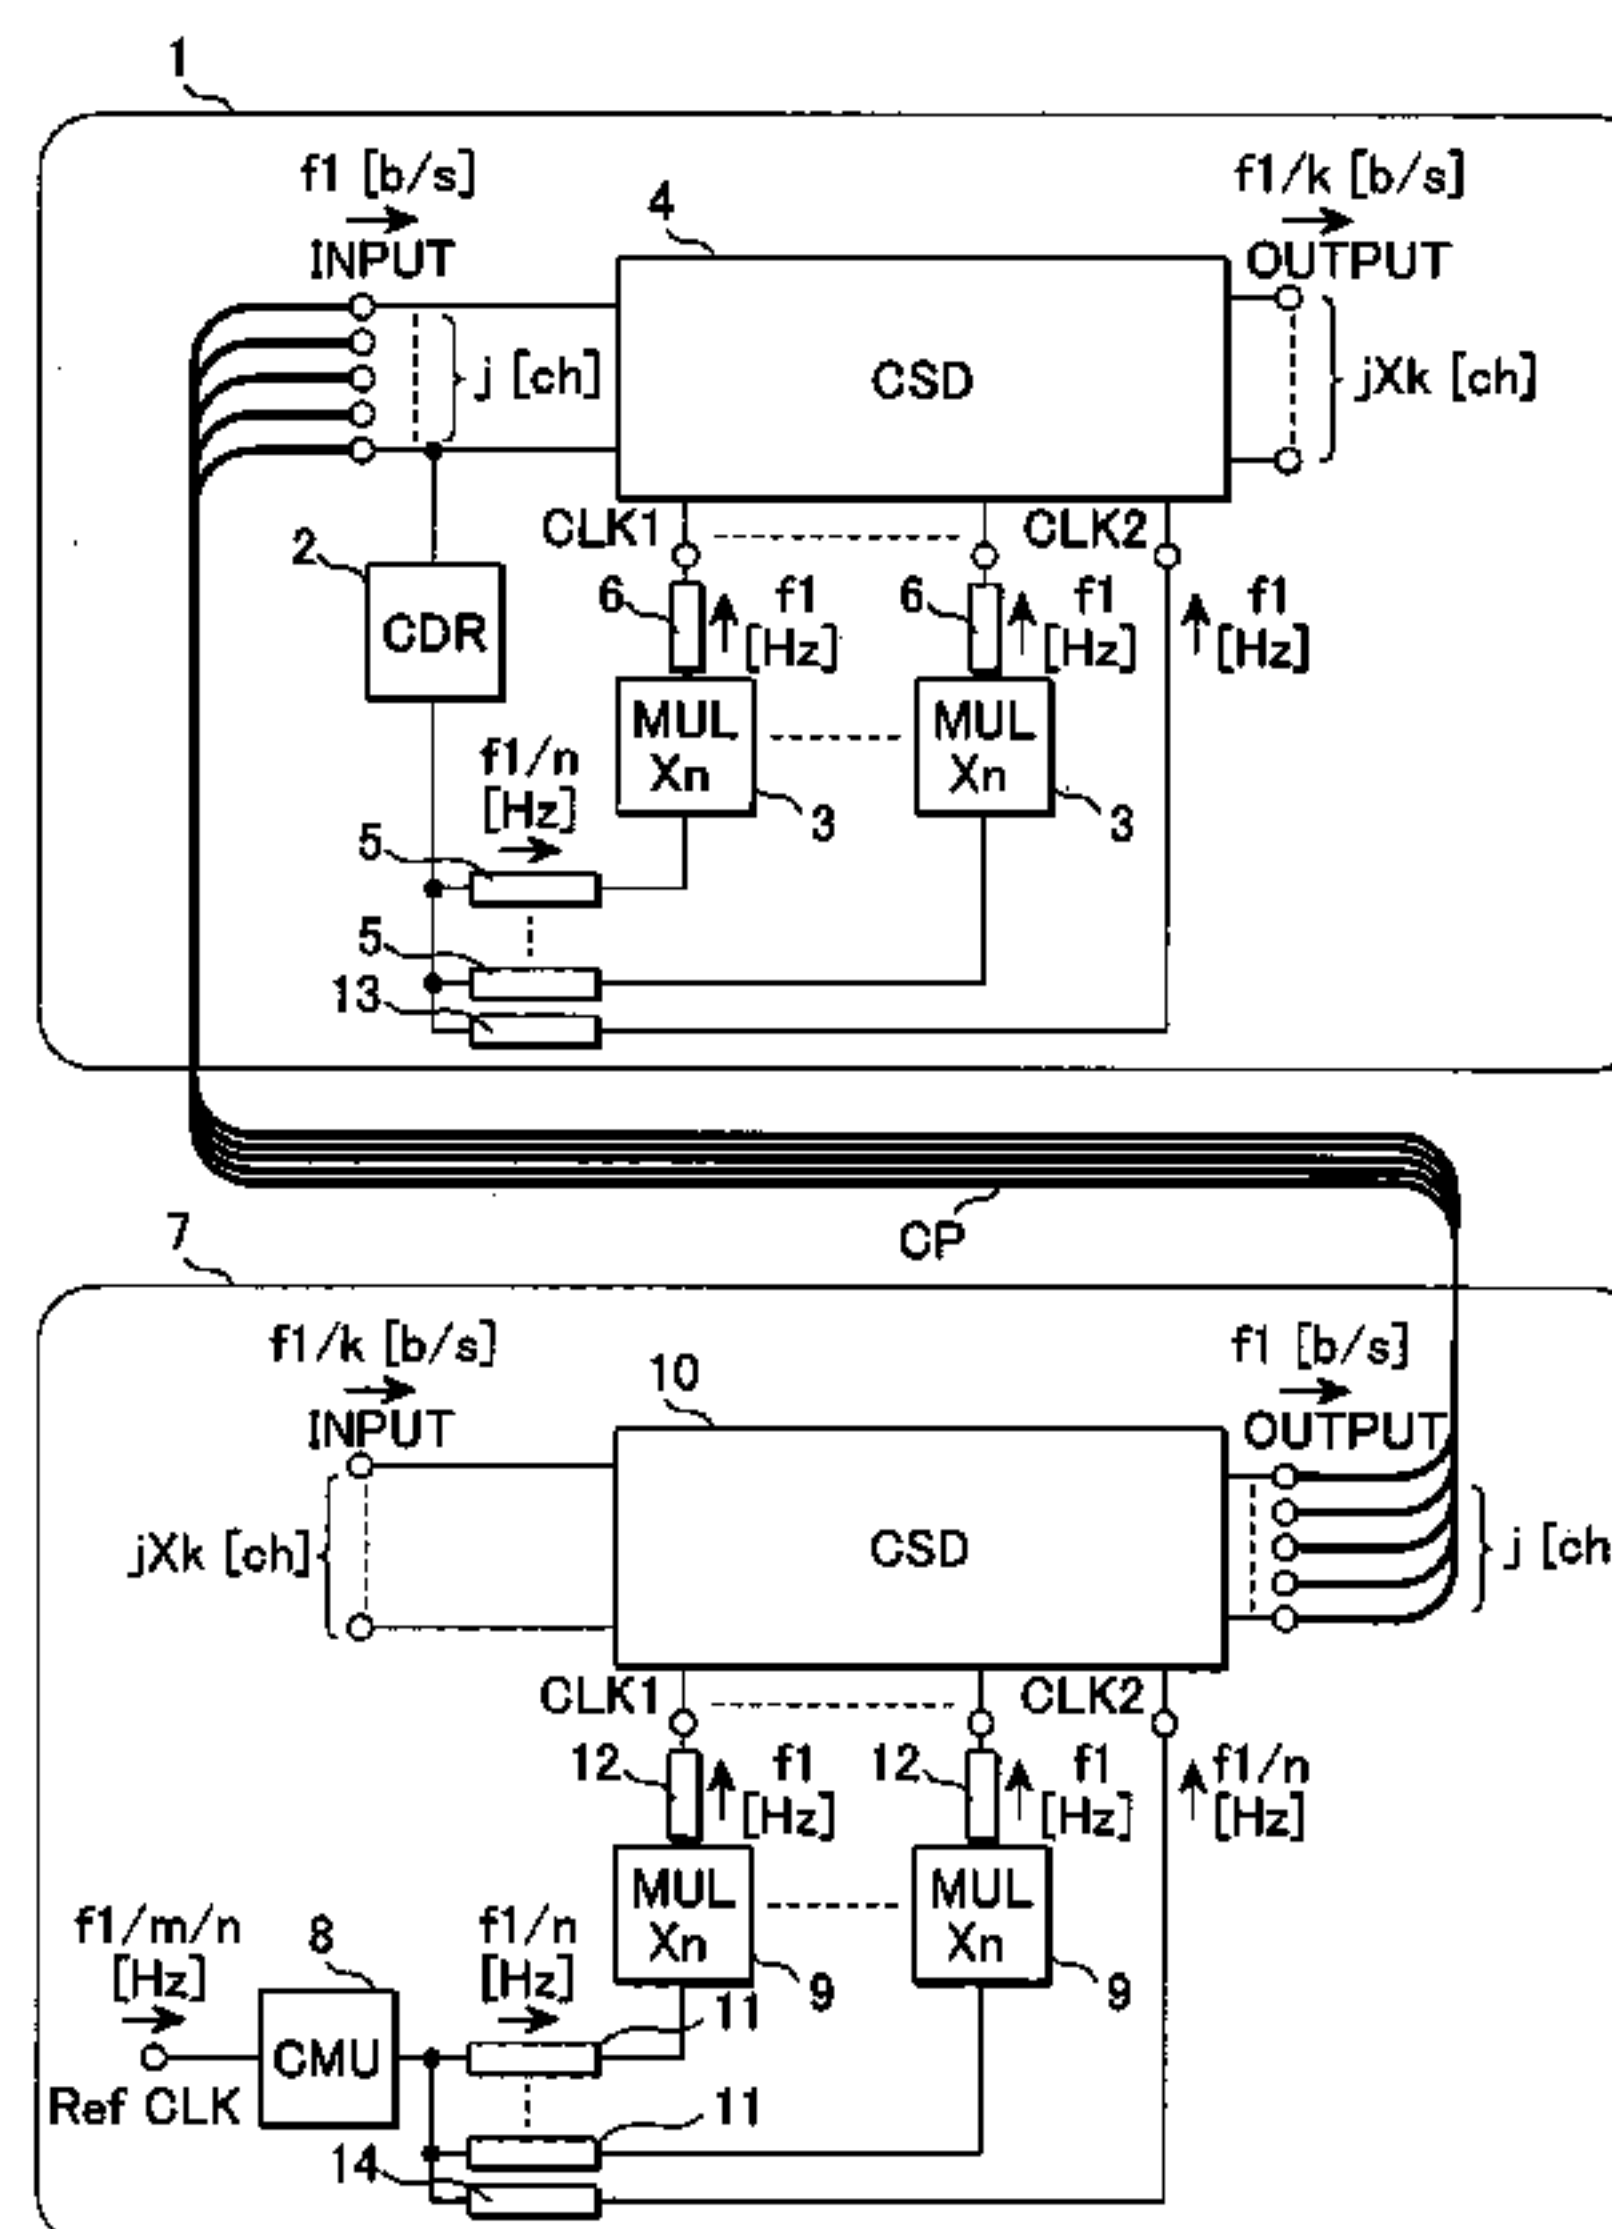 1
f1 [b/s]
INPUT
4
f1/k [b/s]
OUTPUT
j [ch]
CSD
jXk [ch]
CLK1
CLK2
2
CDR
6
f1
[Hz]
6
f1
[Hz]
f1
[Hz]
MUL
Xn
3
MUL
Xn
3
f1/n
[Hz]
5
5
13
CP
7
f1/k [b/s]
INPUT
10
f1 [b/s]
OUTPUT
jXk [ch]
CSD
j [ch
CLK1
CLK2
12
f1
[Hz]
12
f1
[Hz]
f1/n
[Hz]
MUL
Xn
9
MUL
Xn
9
f1/m/n
[Hz]
8
f1/n
[Hz]
Ref CLK
CMU
11
11
14